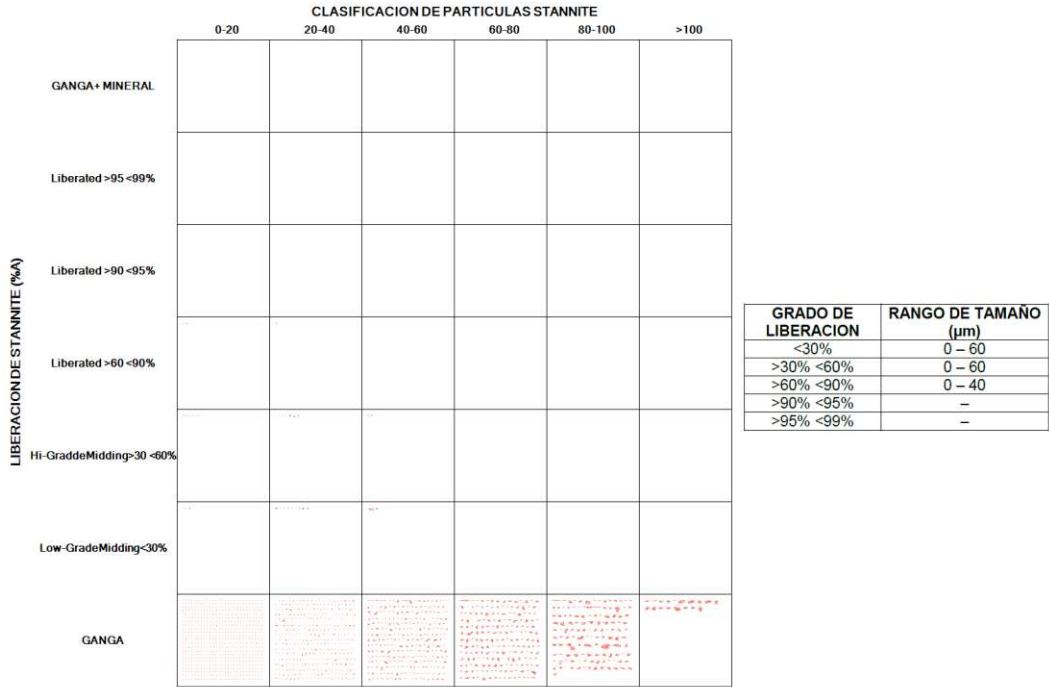 CLASIFICACION DE PARTICULAS STANNITE
0-20 20-40 40-60 60-80 80-100 >100
LIBERACION DE STANNITE (%A)
GANGA+ MINERAL
Liberated >95 <99%
Liberated >90 <95%
Liberated >60 <90%
Hi-GraddeMidding>30 <60%
Low-GradeMidding<30%
GANGA
GRADO DE LIBERACION RANGO DE TAMAÑO (µm)
<30% 0 – 60
>30% <60% 0 – 60
>60% <90% 0 – 40
>90% <95% –
>95% <99% –